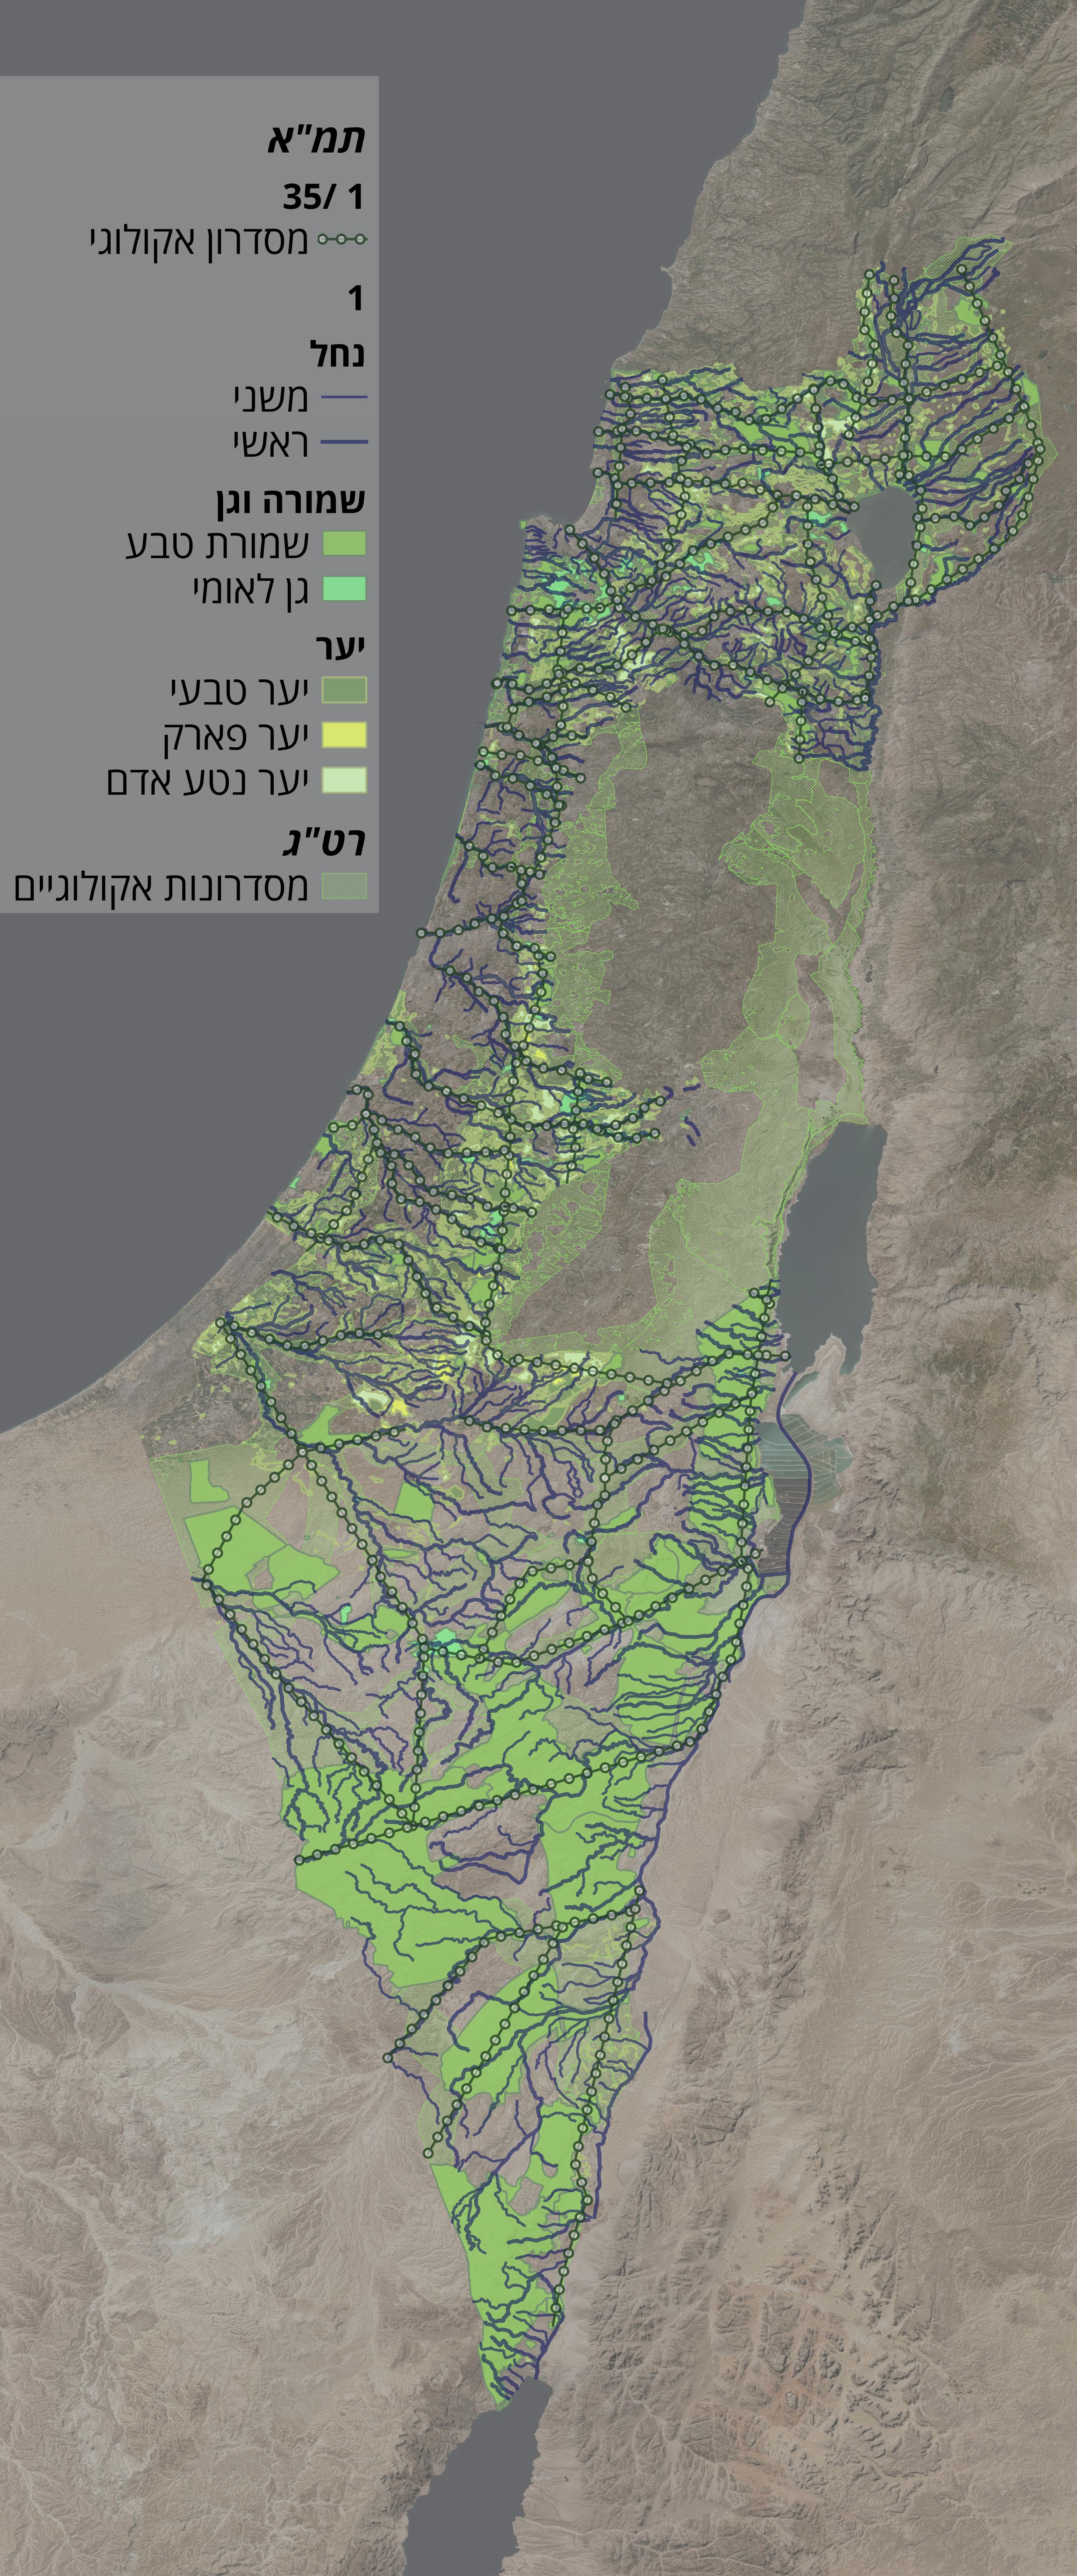 תמ"א
35/ 1
מסדרון אקולוגי
1
נחל
משני
ראשי
שמורה וגן
שמורת טבע
גן לאומי
יער
יער טבעי
יער פארק
יער נטע אדם
רט"ג
מסדרונות אקולוגיים